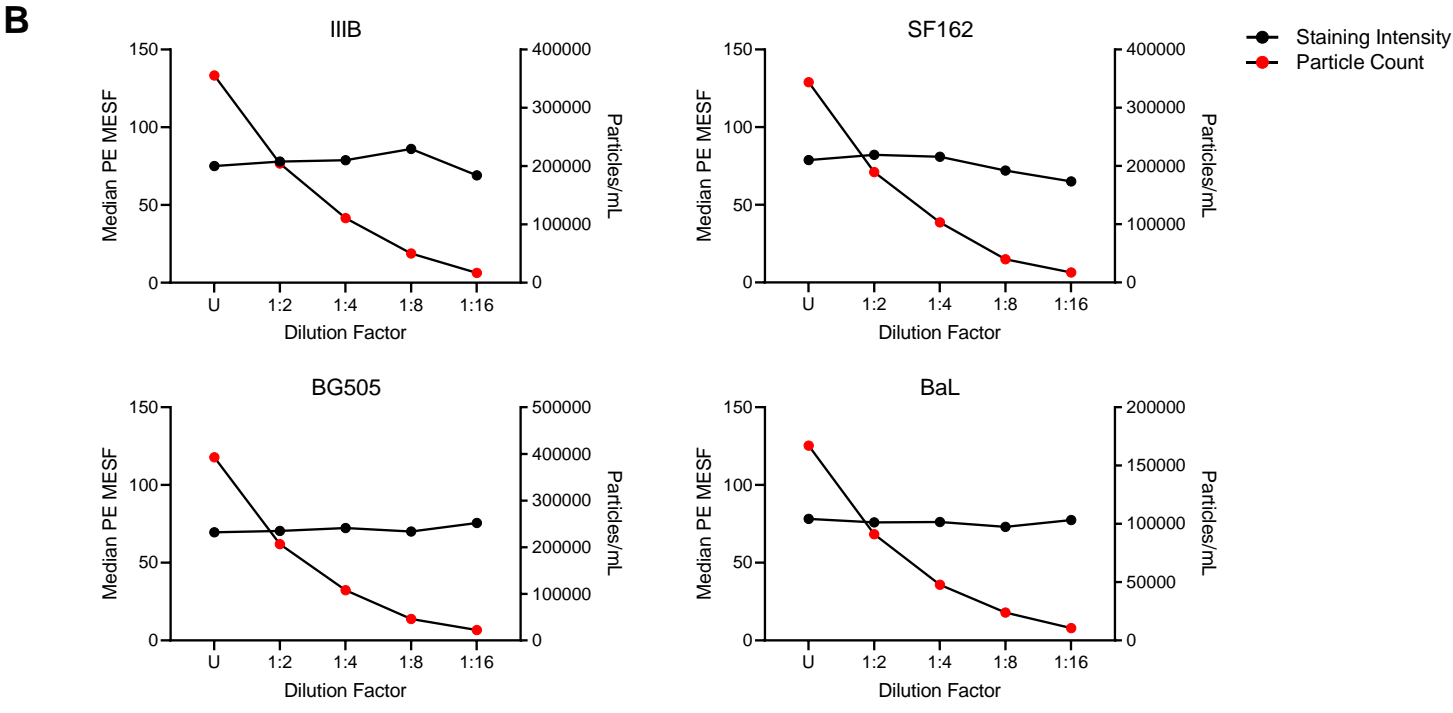 B
IIIB
150
100
50
0
Median PE MESF
400000
300000
200000
100000
0
Particles/mL
U 1:2 1:4 1:8 1:16
Dilution Factor
SF162
150
100
50
0
Median PE MESF
400000
300000
200000
100000
0
Particles/mL
U 1:2 1:4 1:8 1:16
Dilution Factor
Staining Intensity
Particle Count
BG505
150
100
50
0
Median PE MESF
500000
400000
300000
200000
100000
0
Particles/mL
U 1:2 1:4 1:8 1:16
Dilution Factor
BaL
150
100
50
0
Median PE MESF
200000
150000
100000
50000
0
Particles/mL
U 1:2 1:4 1:8 1:16
Dilution Factor